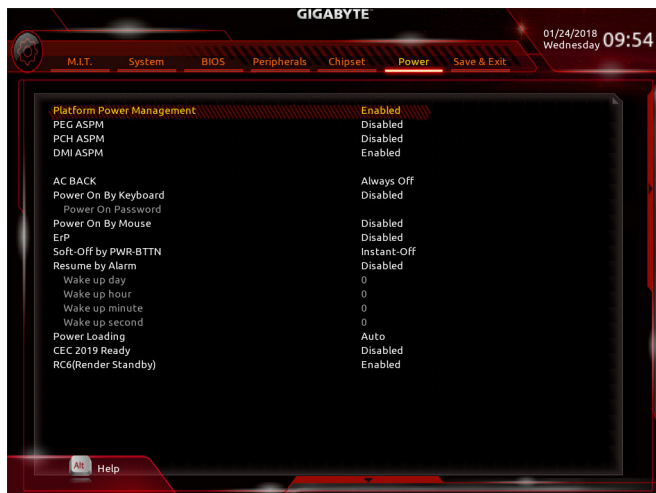 GIGABYTE™
01/24/2018 09:54
Wednesday
M.I.T. System BIOS Peripherals Chipset Power Save & Exit
Platform Power Management Enabled
PEG ASPM Disabled
PCH ASPM Disabled
DMI ASPM Enabled
AC BACK Always Off
Power On By Keyboard Disabled
Power On Password
Power On By Mouse Disabled
ErP Disabled
Soft-Off by PWR-BTTN Instant-Off
Resume by Alarm Disabled
Wake up day 0
Wake up hour 0
Wake up minute 0
Wake up second 0
Power Loading Auto
CEC 2019 Ready Disabled
RC6(Render Standby) Enabled
Alt Help